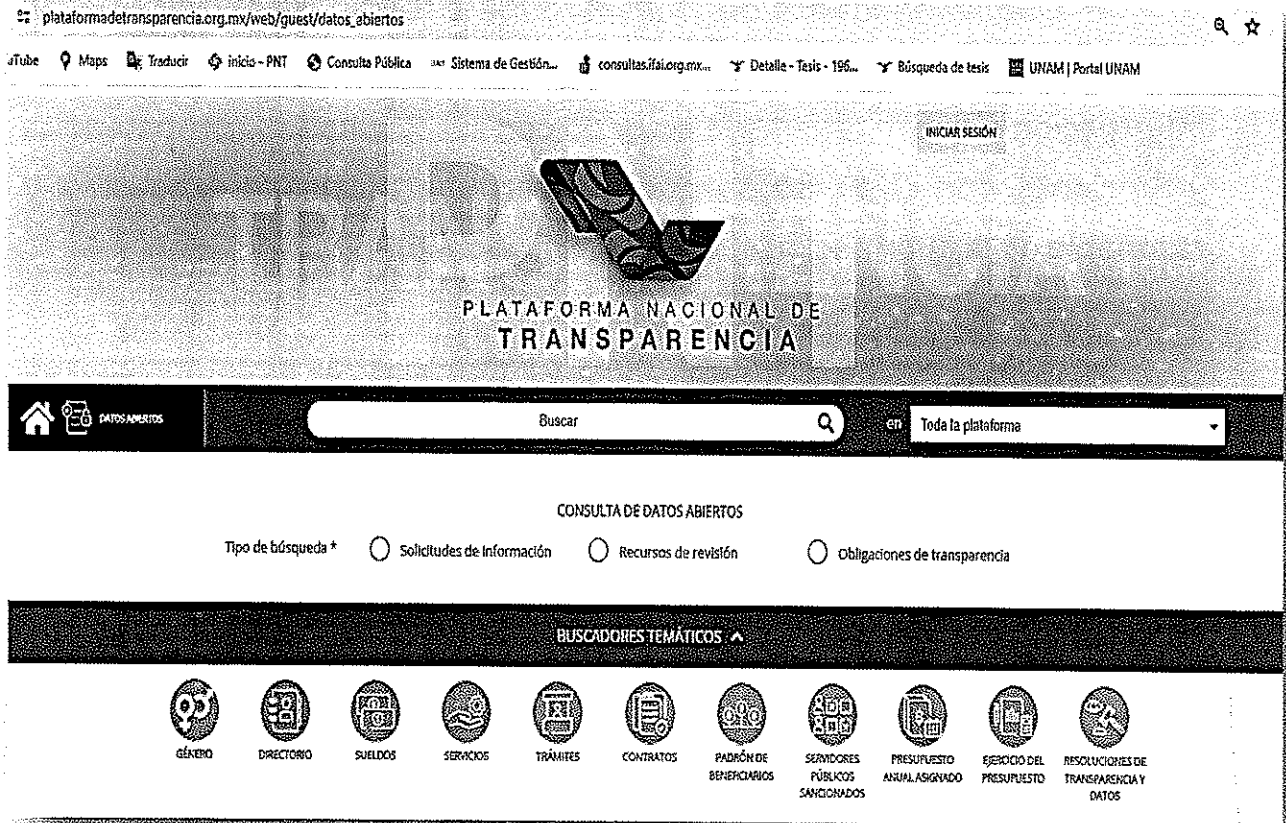 plataformadetransparencia.org.mx/web/guest/datos_abiertos
uTube Maps Traducir inicio - PNT Consulta Pública Sistema de Gestión... consultas.ifai.org.mx... Detalle - Tesis - 196... Búsqueda de tesis UNAM | Portal UNAM
INICIAR SESIÓN
PLATAFORMA NACIONAL DE
TRANSPARENCIA
DATOS ABIERTOS Buscar en Toda la plataforma
CONSULTA DE DATOS ABIERTOS
Tipo de búsqueda * Solicitudes de Información Recursos de revisión Obligaciones de transparencia
BUSCADORES TEMÁTICOS
GÉNERO DIRECTORIO SUELDOS SERVICIOS TRÁMITES CONTRATOS PADRÓN DE SERVIDORES PRESUPUESTO EJERCICIO DEL RESOLUCIONES DE
BENEFICIARIOS PÚBLICOS ANUAL ASIGNADO PRESUPUESTO TRANSPARENCIA Y
SANCIONADOS DATOS